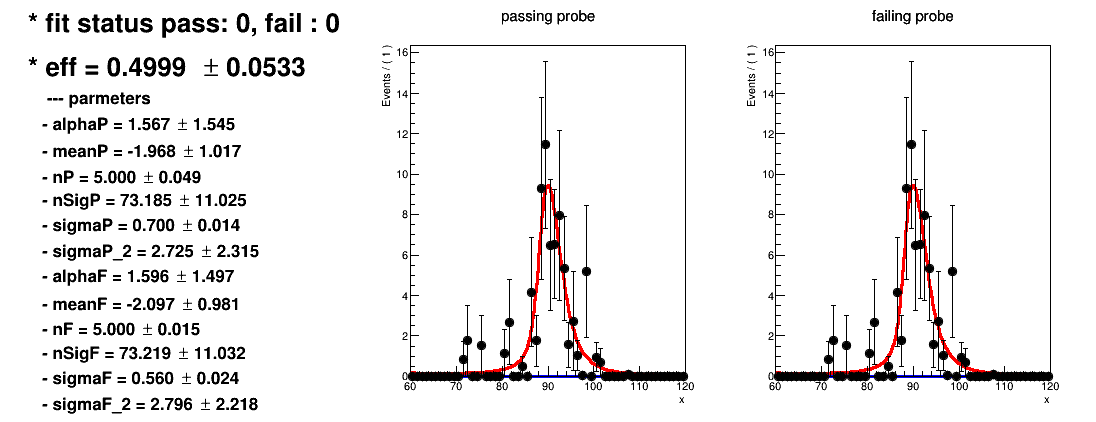 * fit status pass: 0, fail : 0
* eff = 0.4999 ± 0.0533
--- parmeters
- alphaP = 1.567 ± 1.545
- meanP = -1.968 ± 1.017
- nP = 5.000 ± 0.049
- nSigP = 73.185 ± 11.025
- sigmaP = 0.700 ± 0.014
- sigmaP_2 = 2.725 ± 2.315
- alphaF = 1.596 ± 1.497
- meanF = -2.097 ± 0.981
- nF = 5.000 ± 0.015
- nSigF = 73.219 ± 11.032
- sigmaF = 0.560 ± 0.024
- sigmaF_2 = 2.796 ± 2.218
passing probe
Events / ( 1 )
16
14
12
10
8
6
4
2
0
60 70 80 90 100 110 120
x
failing probe
Events / ( 1 )
16
14
12
10
8
6
4
2
0
60 70 80 90 100 110 120
x